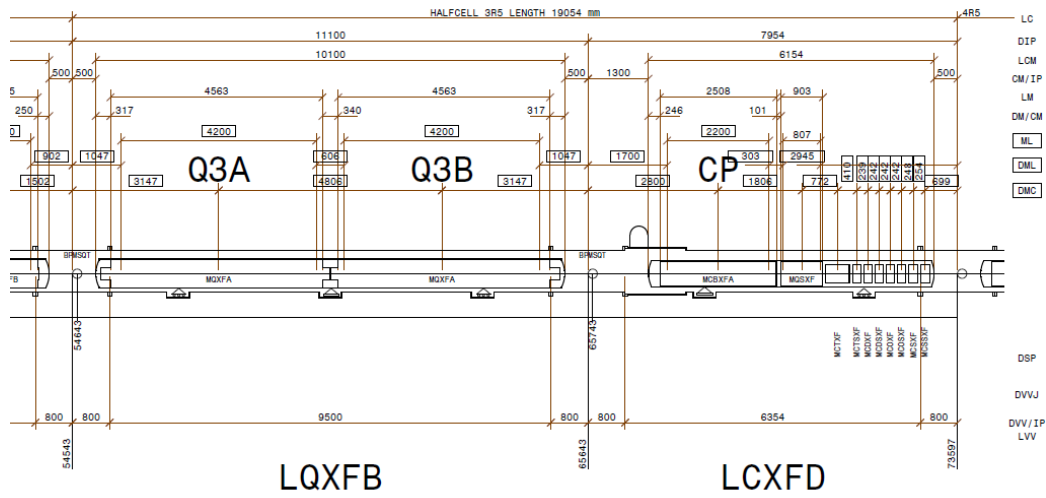 HALFCELL 3R5 LENGTH 19054 mm 4R5 LC
11100 7954 DIP
10100 6154 LCM
500 500 500 1300 500 CM/IP
4563 4563 2508 903 LM
250 317 340 317 246 101 DM/CM
4200 4200 2200 807 ML
902 1047 606 1047 1700 303 2945 DML
Q3A Q3B CP
410 239 242 242 242 248 254
1502 3147 4806 3147 2800 1806 772 699 DMC
BPMSQT BPMSQT
FB MQXFA MQXFA MCBXFA MQSXF
54643 65743
MCTXF MCTSXF MCDXF MCDSXF MCOXF MCOSXF MCSXF MCSSXF
DSP
DVVJ
800 800 9500 800 800 6354 800 DVV/IP
LVV
54543 65643 73597
LQXFB LCXFD